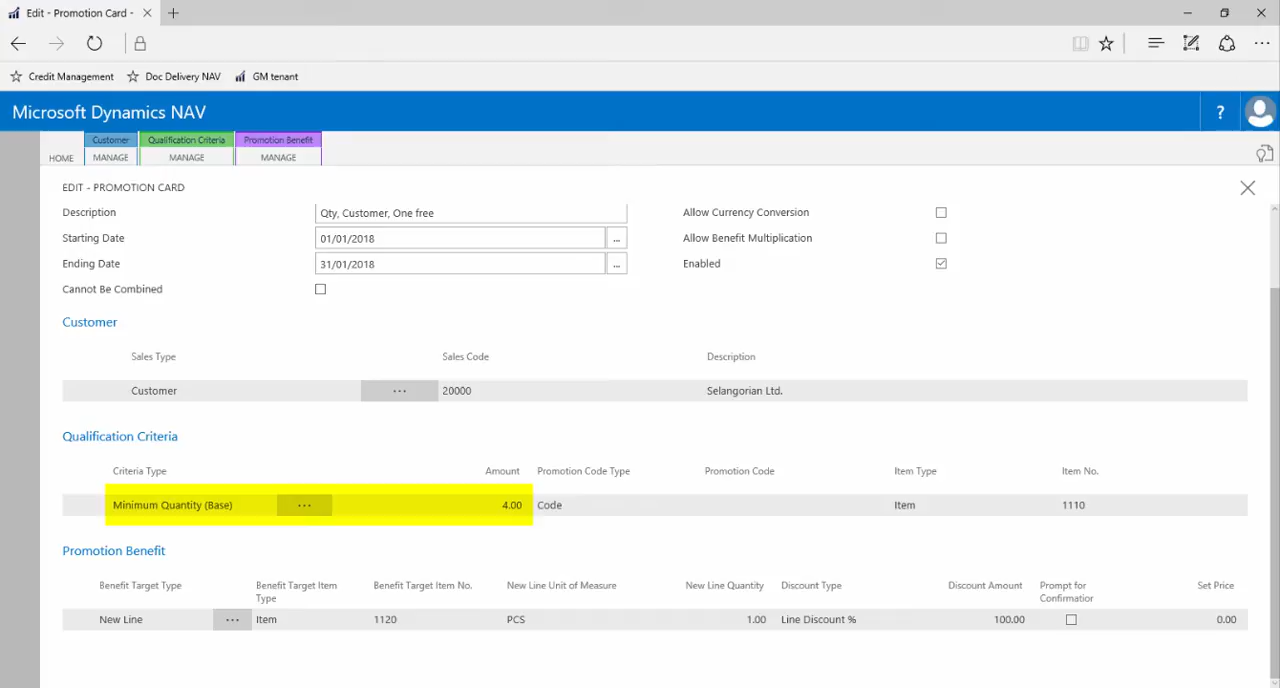 Edit - Promotion Card -
Credit Management Doc Delivery NAV GM tenant
Microsoft Dynamics NAV ?
Customer Qualification Criteria Promotion Benefit
HOME MANAGE MANAGE MANAGE
EDIT - PROMOTION CARD
Description Qty, Customer, One free Allow Currency Conversion
Starting Date 01/01/2018 ... Allow Benefit Multiplication
Ending Date 31/01/2018 ... Enabled
Cannot Be Combined
Customer
Sales Type Sales Code Description
Customer ... 20000 Selangorian Ltd.
Qualification Criteria
Criteria Type Amount Promotion Code Type Promotion Code Item Type Item No.
Minimum Quantity (Base) ... 4.00 Code Item 1110
Promotion Benefit
Benefit Target Type Benefit Target Item Benefit Target Item No. New Line Unit of Measure New Line Quantity Discount Type Discount Amount Prompt for Set Price
Type Confirmatior
New Line ... Item 1120 PCS 1.00 Line Discount % 100.00 0.00